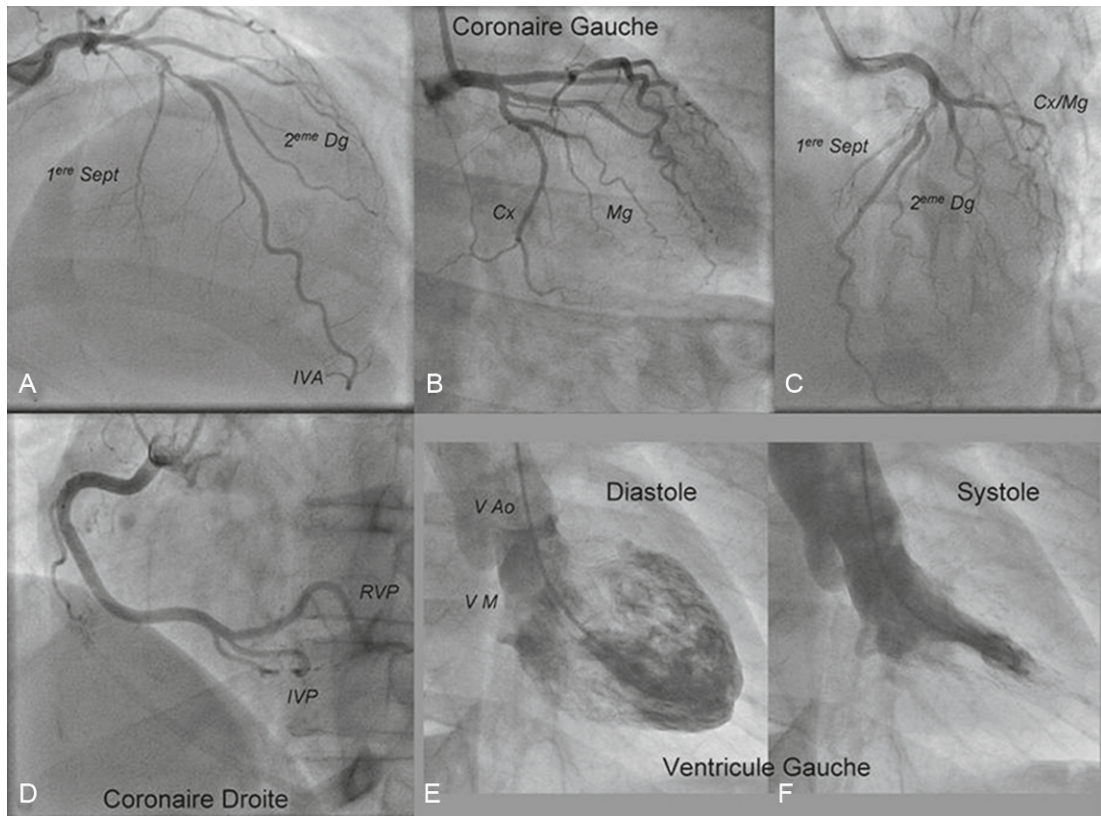 Coronaire Gauche
1ere Sept
2eme Dg
IVA
A
Cx
Mg
B
Cx/Mg
1ere Sept
2eme Dg
C
RVP
IVP
D
Coronaire Droite
Diastole
V Ao
V M
E
Systole
Ventricule Gauche
F